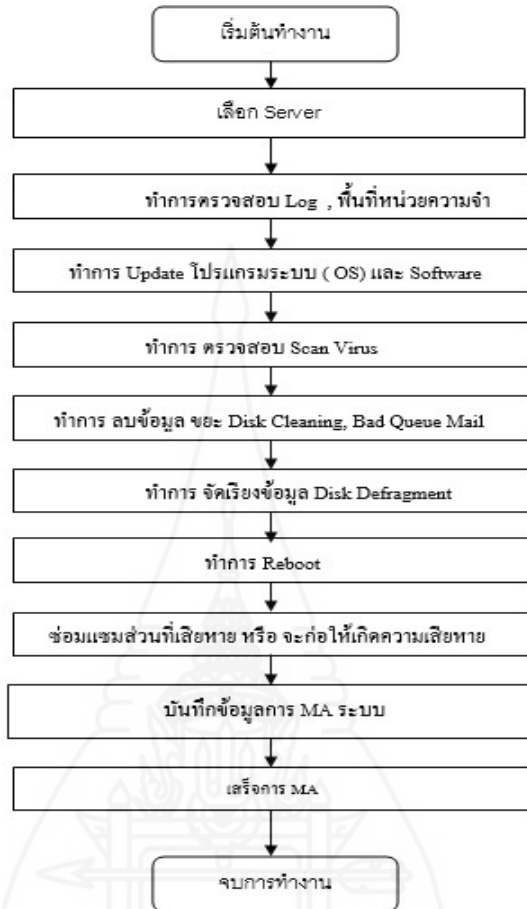 เริ่มต้นทำงาน
เลือก Server
ทำการตรวจสอบ Log , พื้นที่หน่วยความจำ
ทำการ Update โปรแกรมระบบ ( OS) และ Software
ทำการ ตรวจสอบ Scan Virus
ทำการ ลบข้อมูล ขยะ Disk Cleaning, Bad Queue Mail
ทำการ จัดเรียงข้อมูล Disk Defragment
ทำการ Reboot
ซ่อมแซมส่วนที่เสียหาย หรือ จะก่อให้เกิดความเสียหาย
บันทึกข้อมูลการ MA ระบบ
เสร็จการ MA
จบการทำงาน